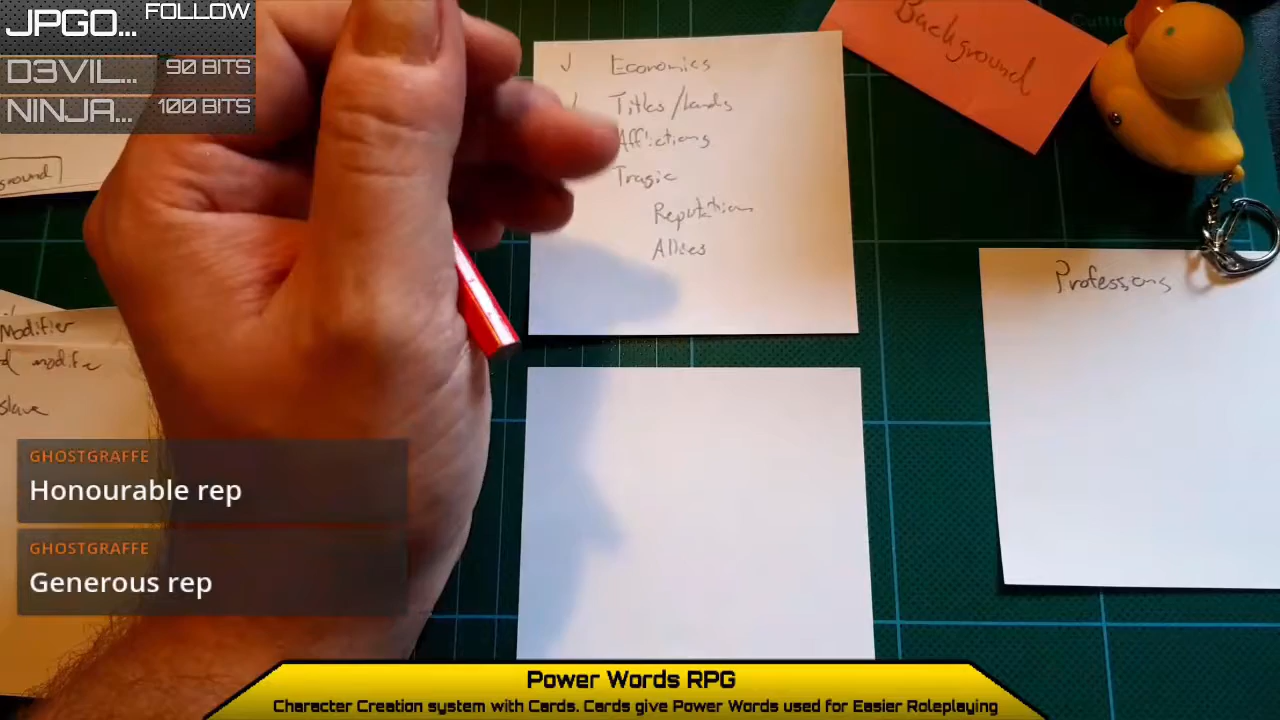 JPGO... FOLLOW
D3VIL... 90 BITS
NINJA... 100 BITS
Background
✓ Economics
✓ Titles/Lands
Afflictions
Tragic
Reputation
Allies
Professions
Modifier
slave
GHOSTGRAFFE
Honourable rep
GHOSTGRAFFE
Generous rep
Power Words RPG
Character Creation system with Cards. Cards give Power Words used for Easier Roleplaying